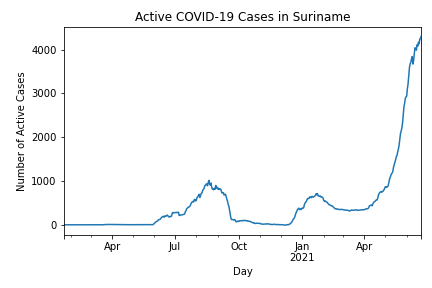 Active COVID-19 Cases in Suriname
Number of Active Cases
4000
3000
2000
1000
0
Apr
Jul
Oct
Jan
2021
Apr
Day